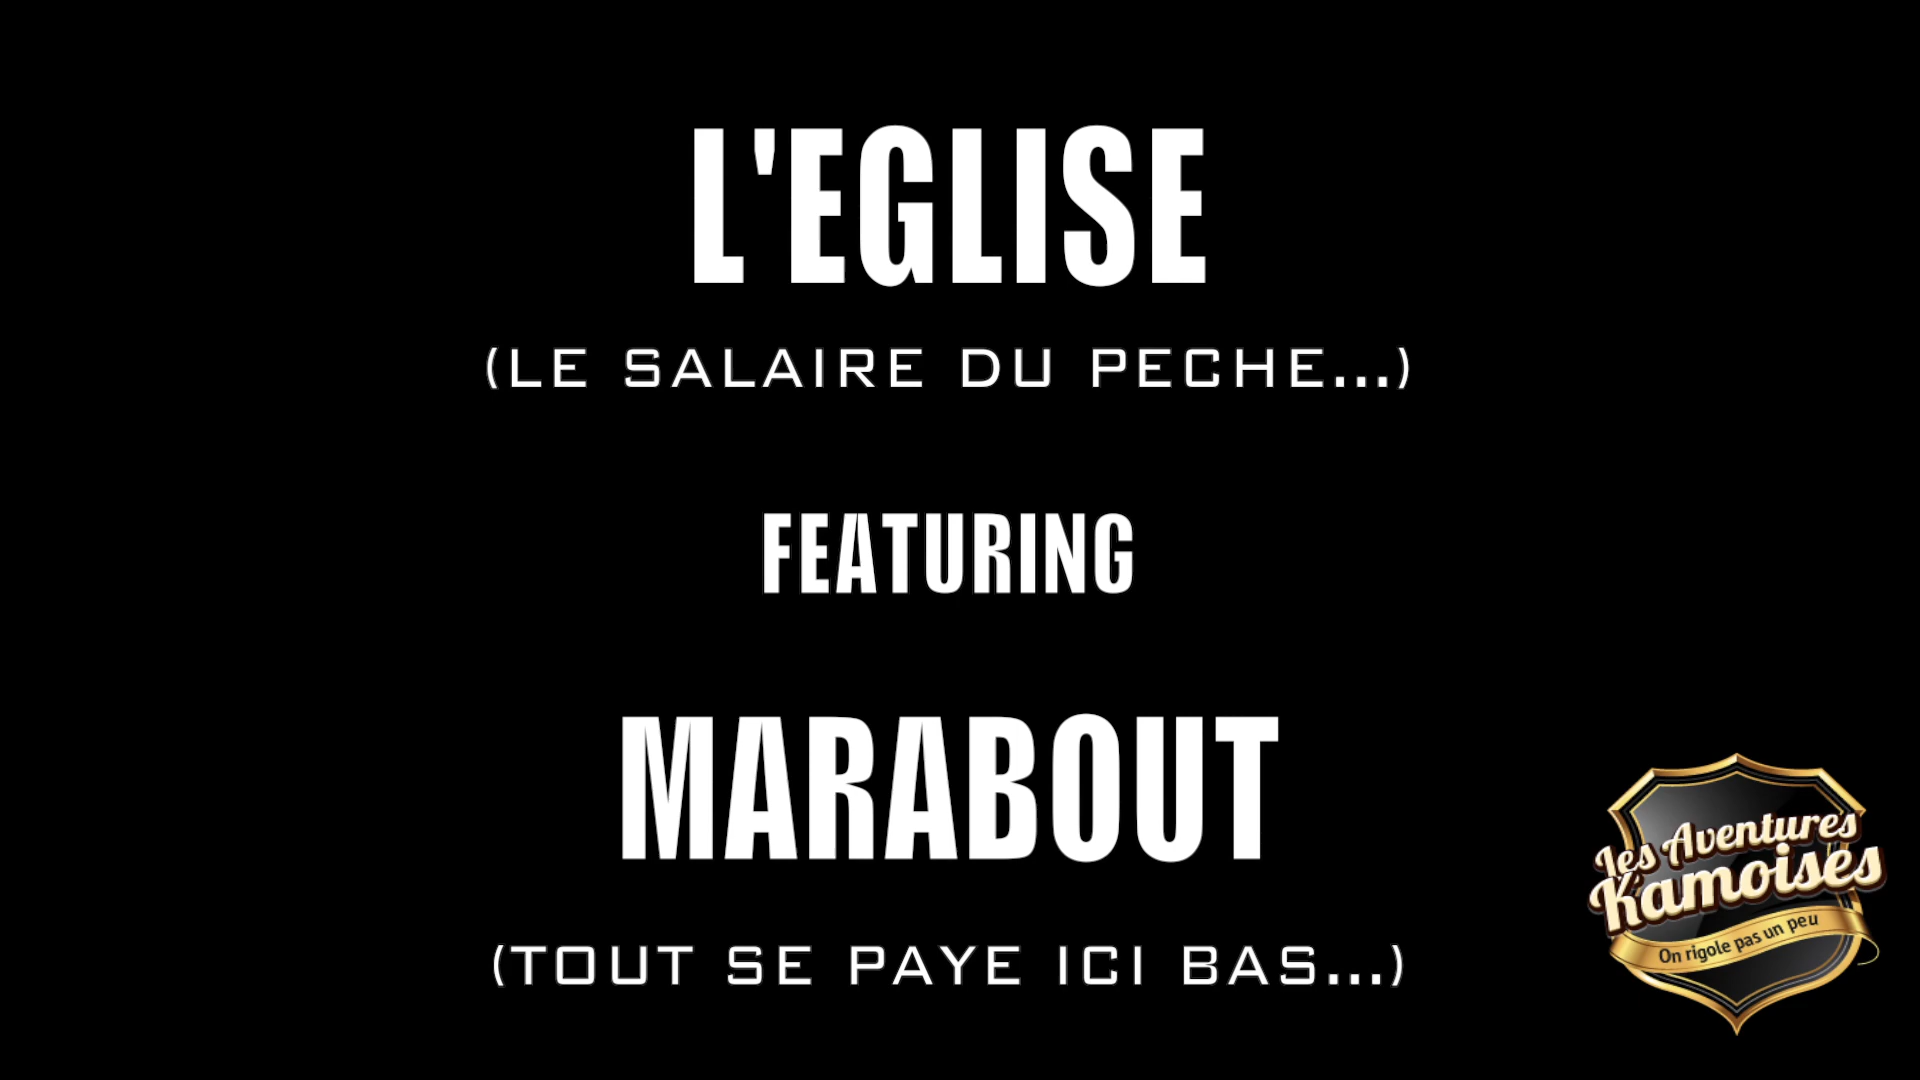 L'EGLISE
(LE SALAIRE DU PECHE...)
FEATURING
MARABOUT
(TOUT SE PAYE ICI BAS...)
Les Aventures
Kamoises
On rigole pas un peu